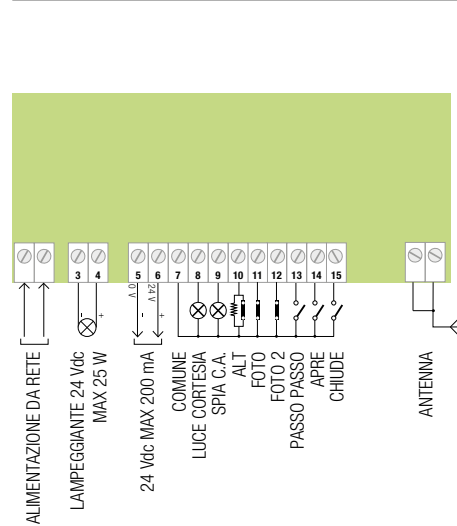 3 4 5 6 7 8 9 10 11 12 13 14 15
- +
0 V
24 V
- +
ALIMENTAZIONE DA RETE
LAMPEGGIANTE 24 Vdc
MAX 25 W
24 Vdc MAX 200 mA
COMUNE
LUCE CORTESIA
SPIA C.A.
ALT
FOTO
FOTO 2
PASSO PASSO
APRE
CHIUDE
ANTENNA